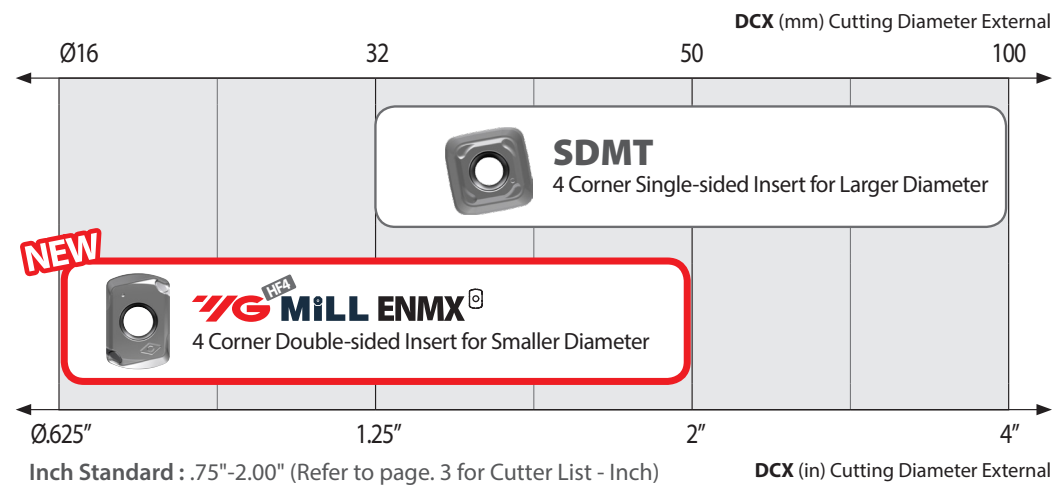 DCX (mm) Cutting Diameter External
Ø16 32 50 100
SDMT
4 Corner Single-sided Insert for Larger Diameter
NEW
YG HF4 MiLL ENMX
4 Corner Double-sided Insert for Smaller Diameter
Ø.625” 1.25” 2” 4”
Inch Standard : .75"-2.00" (Refer to page. 3 for Cutter List - Inch)
DCX (in) Cutting Diameter External